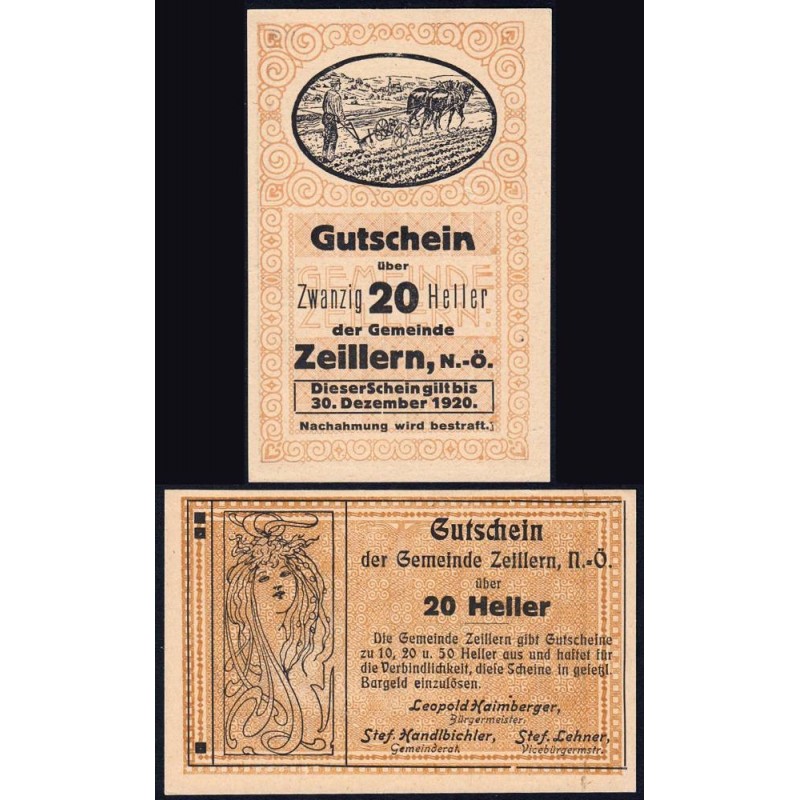 Gutschein
über
Zwanzig 20 Heller
der Gemeinde
Zeillern, N.-Ö.
Dieser Schein gilt bis
30. Dezember 1920.
Nachahmung wird bestraft.
GEMEINDE
ZEILLERN:
Gutschein
der Gemeinde Zeillern, N.-Ö.
über
20 Heller
Die Gemeinde Zeillern gibt Gutscheine
zu 10, 20 u. 50 Heller aus und haftet für
die Verbindlichkeit, diese Scheine in gesetzl.
Bargeld einzulösen.
Leopold Haimberger,
Bürgermeister
Stef. Handlbichler, Stef. Lehner,
Gemeinderat. Vicebürgermstr.